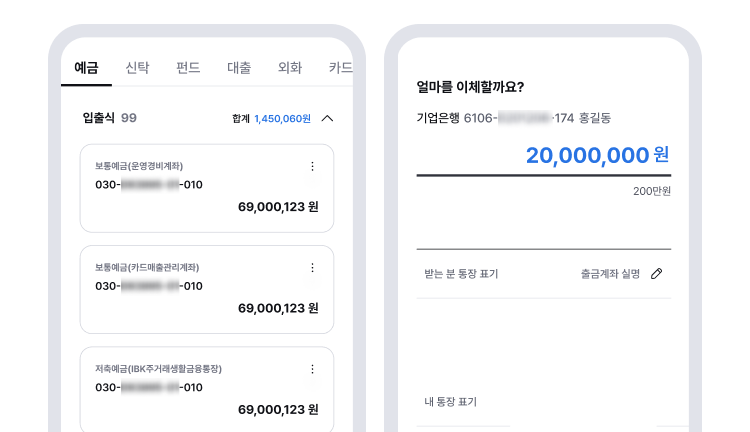 예금 신탁 펀드 대출 외화 카드
입출식 99 합계 1,450,060원
보통예금(운영경비계좌)
030- -010
69,000,123 원
보통예금(카드매출관리계좌)
030- -010
69,000,123 원
저축예금(IBK주거래생활금융통장)
030- -010
69,000,123 원
얼마를 이체할까요?
기업은행 6106- -174 홍길동
20,000,000 원
200만원
받는 분 통장 표기 출금계좌 실명
내 통장 표기